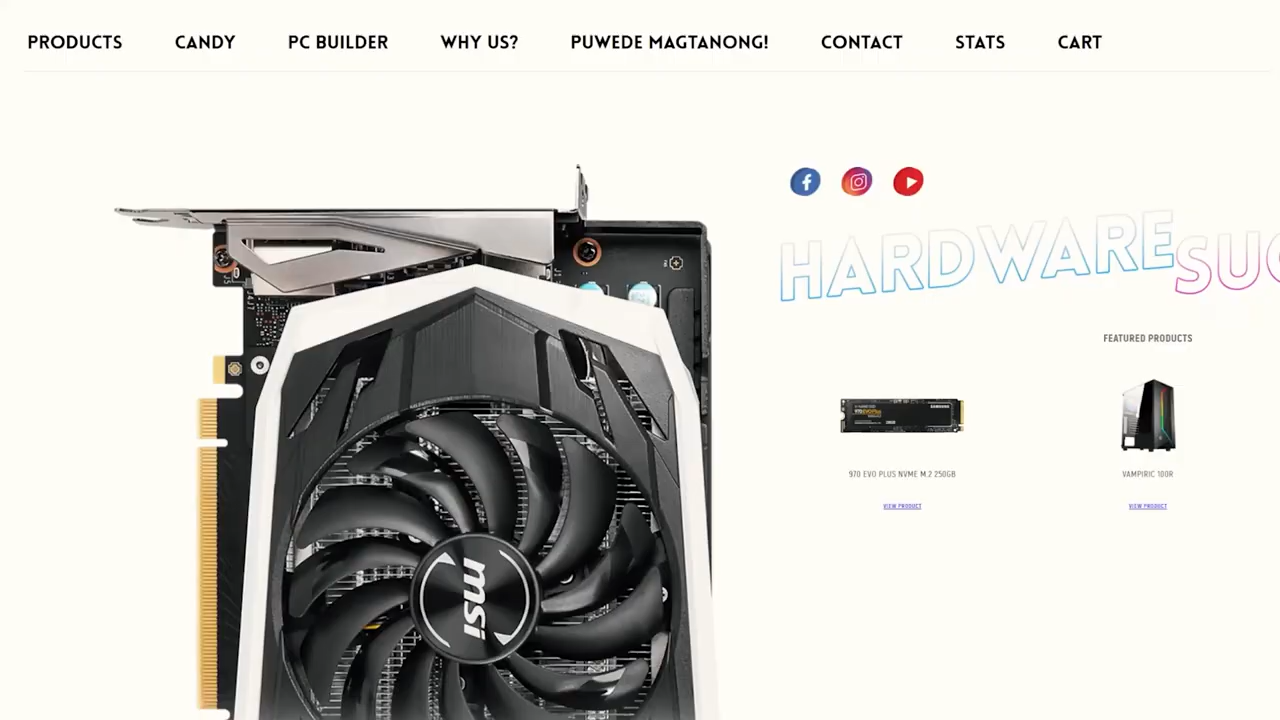 PRODUCTS CANDY PC BUILDER WHY US? PUWEDE MAGTANONG! CONTACT STATS CART
HARDWARE
FEATURED PRODUCTS
SAMSUNG
970 EVO PLUS NVME M.2 250GB
VAMPIRIC 100R
VIEW PRODUCT
VIEW PRODUCT
msi